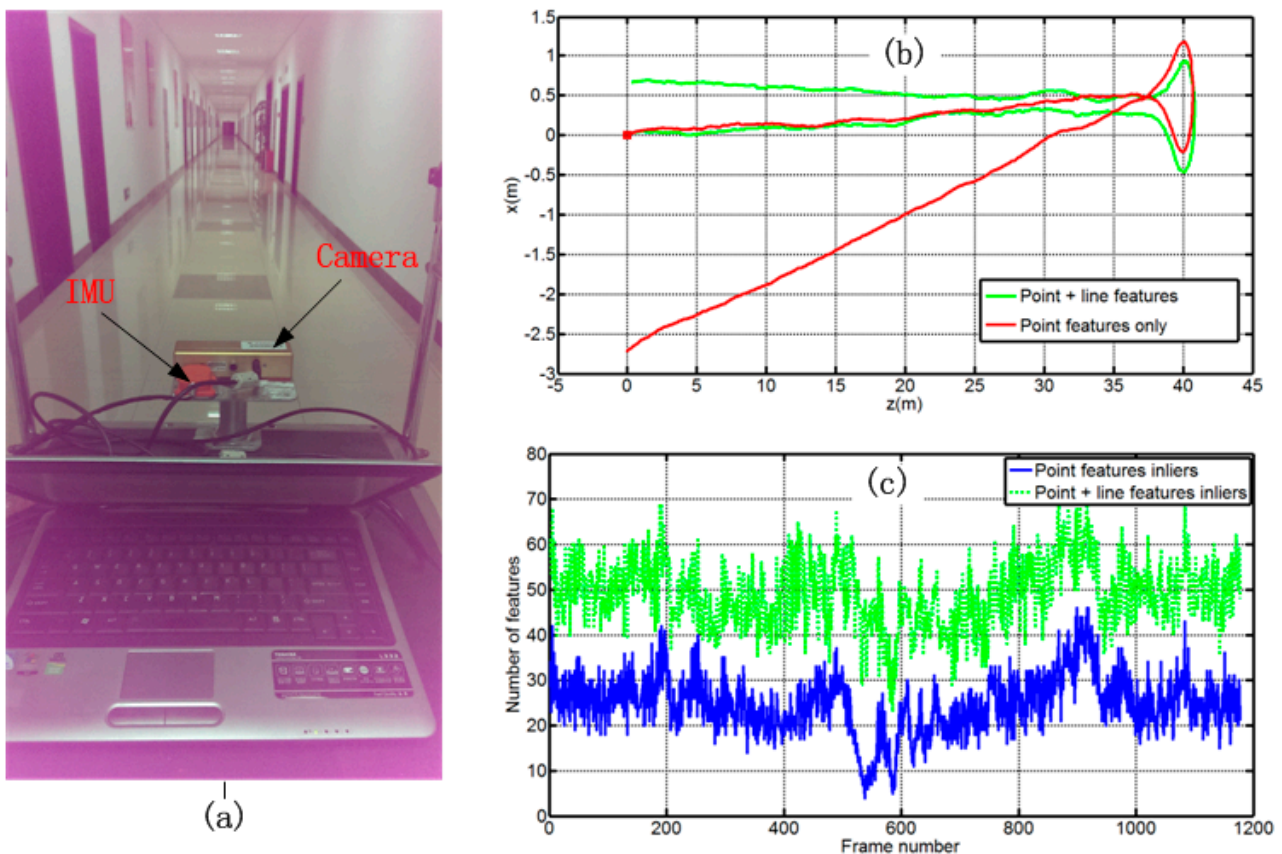 IMU
Camera
(a)
(b)
1.5
1
0.5
0
-0.5
-1
-1.5
-2
-2.5
-3
x(m)
-5 0 5 10 15 20 25 30 35 40 45
z(m)
Point + line features
Point features only
(c)
80
70
60
50
40
30
20
10
0
Number of features
0 200 400 600 800 1000 1200
Frame number
Point features inliers
Point + line features inliers